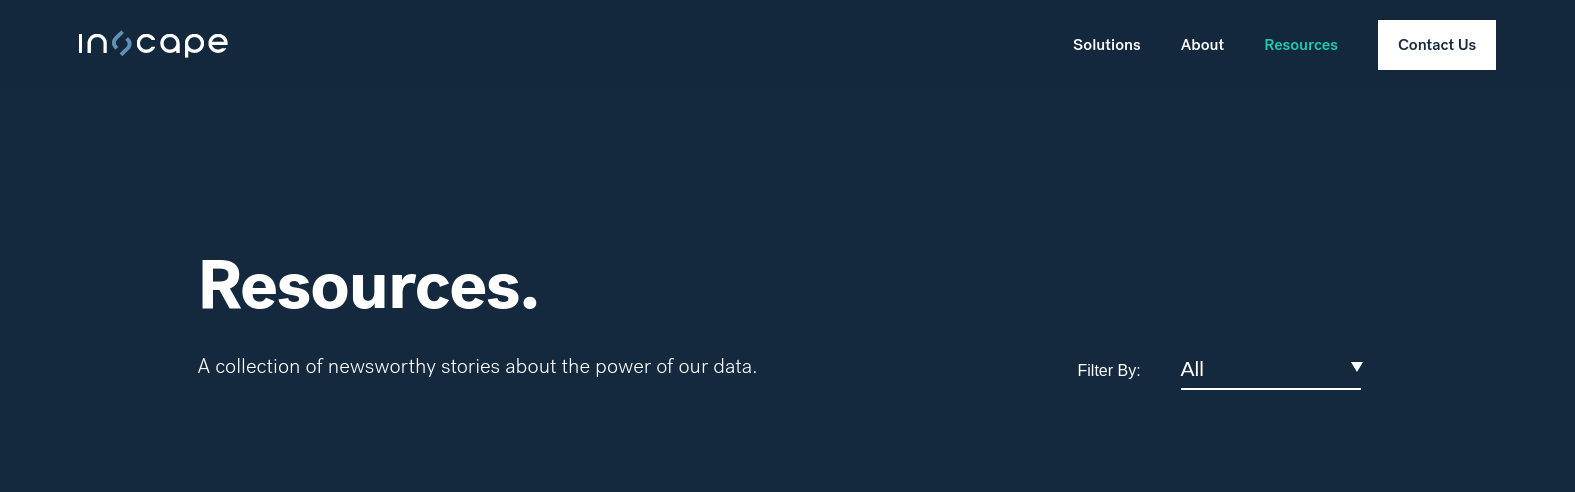 inscape
Solutions
About
Resources
Contact Us
Resources.
A collection of newsworthy stories about the power of our data.
Filter By:
All